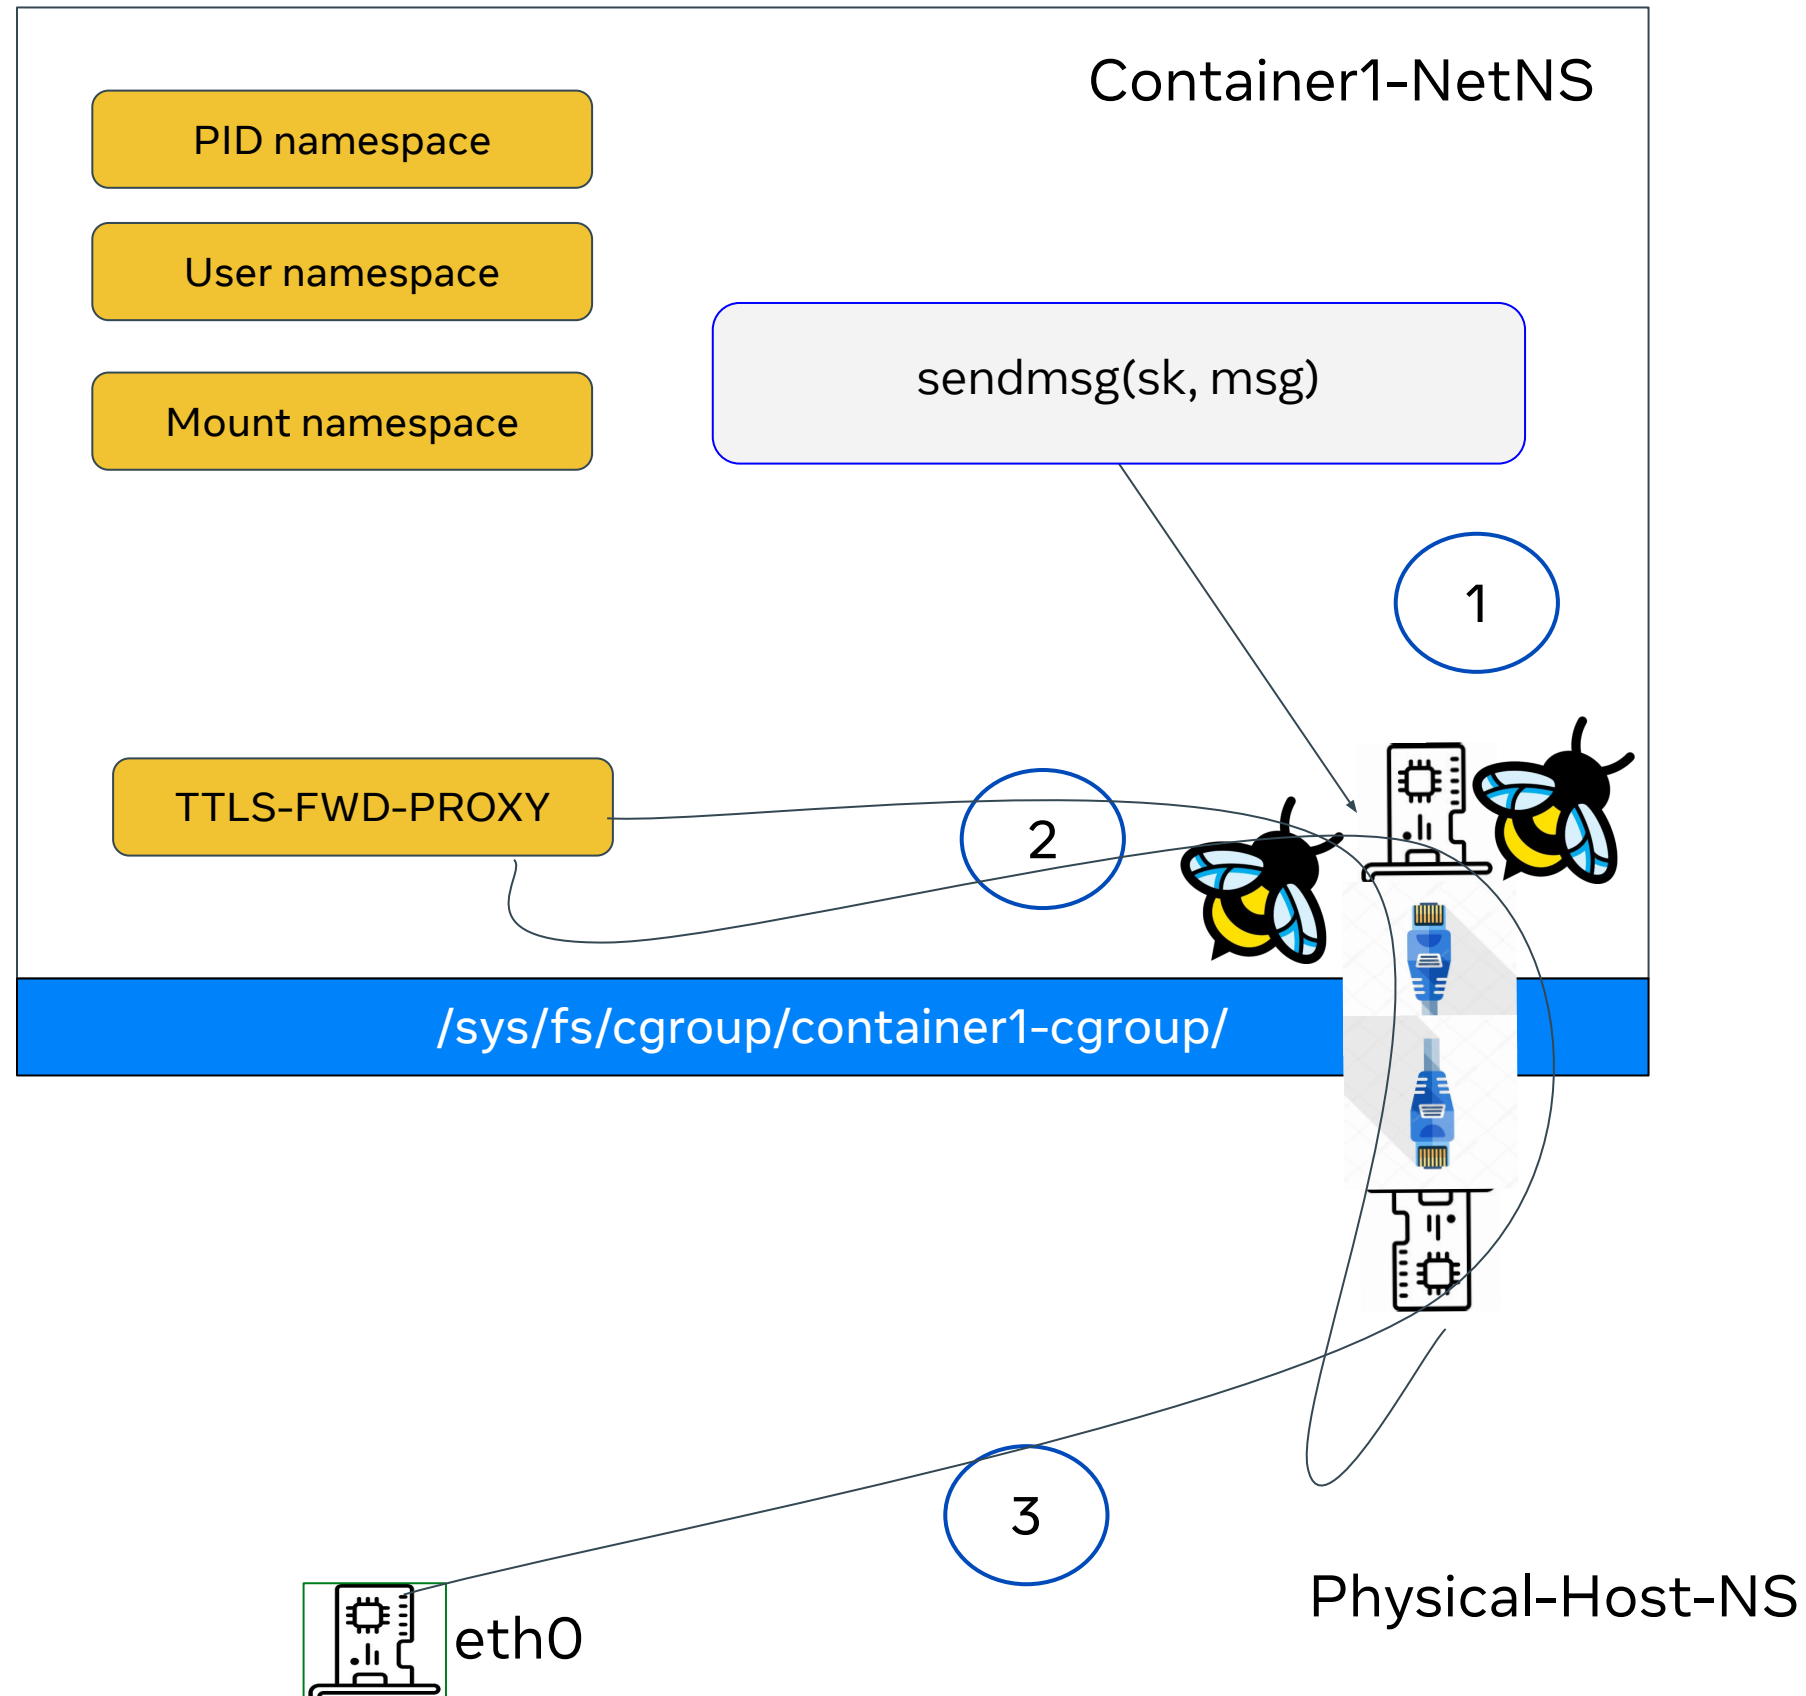 Container1-NetNS
PID namespace
User namespace
Mount namespace
sendmsg(sk, msg)
1
TTLS-FWD-PROXY
2
/sys/fs/cgroup/container1-cgroup/
3
Physical-Host-NS
eth0